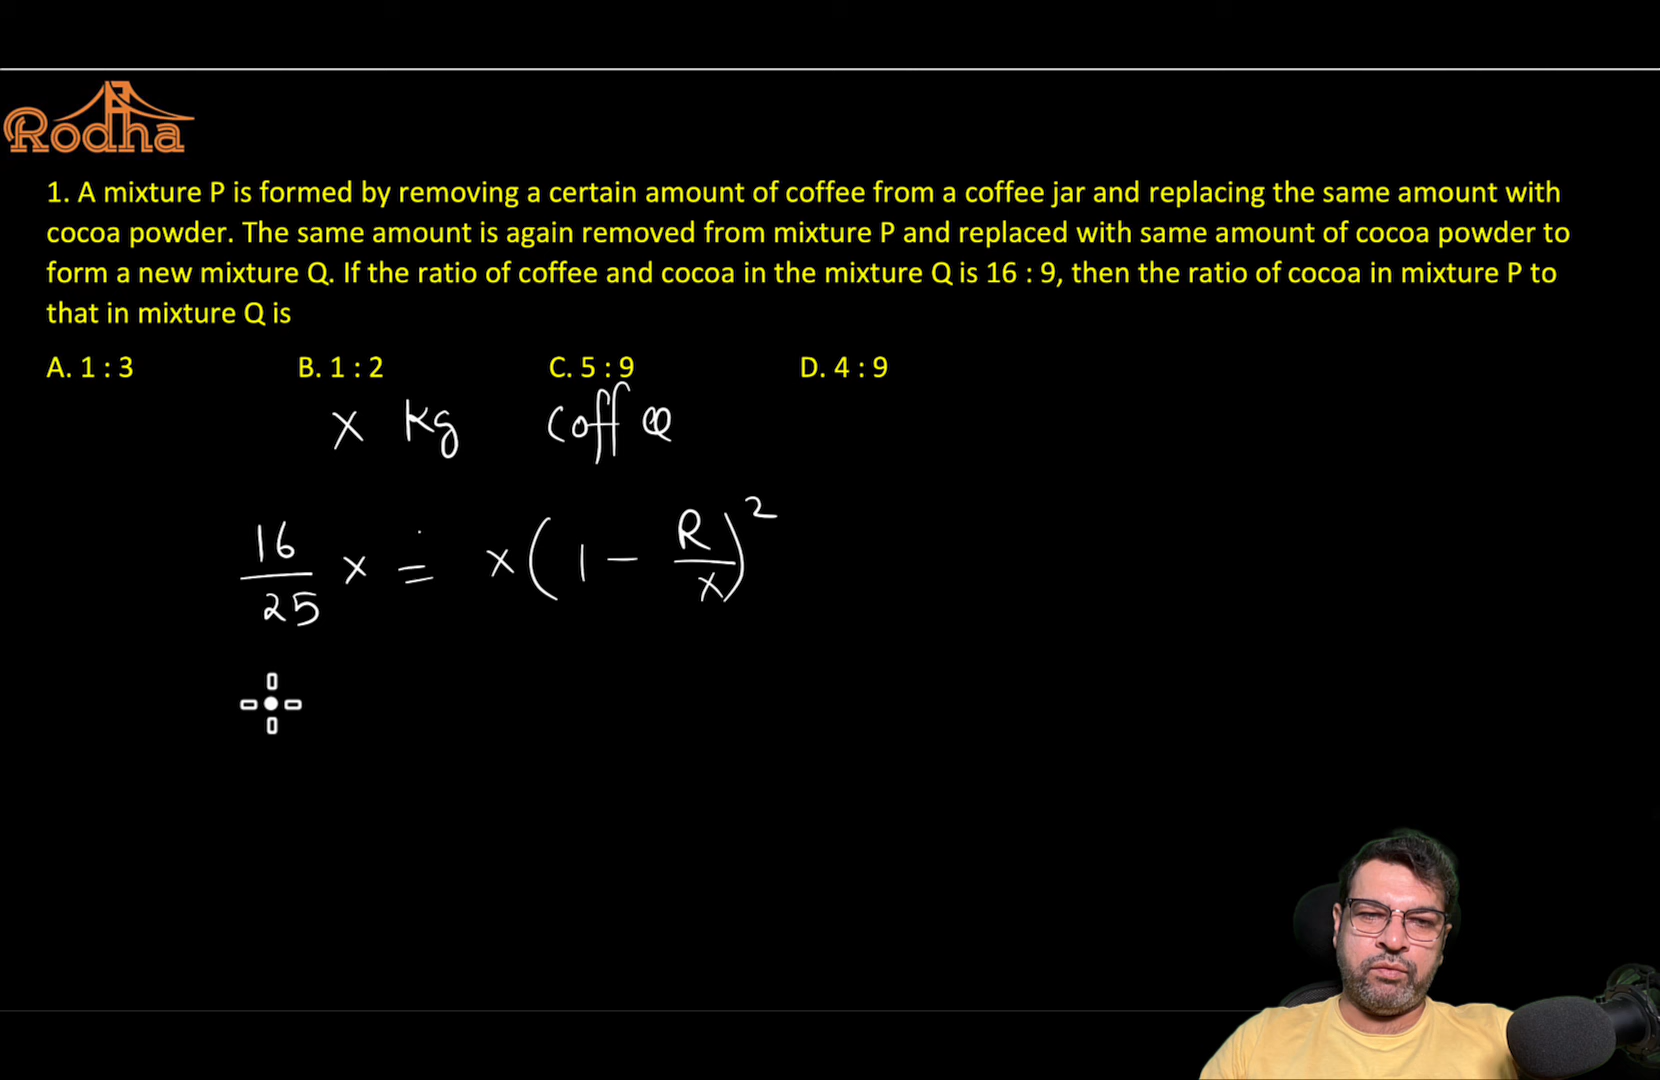 Rodha
1. A mixture P is formed by removing a certain amount of coffee from a coffee jar and replacing the same amount with
cocoa powder. The same amount is again removed from mixture P and replaced with same amount of cocoa powder to
form a new mixture Q. If the ratio of coffee and cocoa in the mixture Q is 16 : 9, then the ratio of cocoa in mixture P to
that in mixture Q is
A. 1 : 3 B. 1 : 2 C. 5 : 9 D. 4 : 9
x kg coffee
16/25 x = x(1 - R/x)²